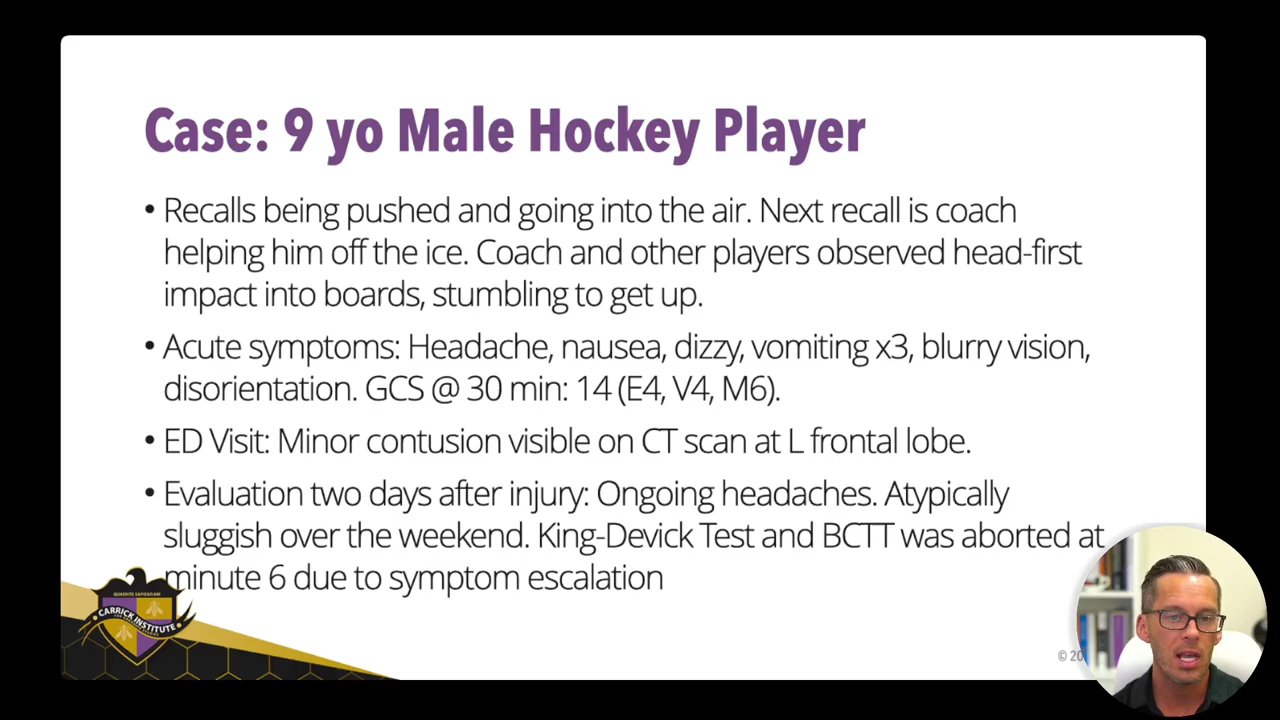 Case: 9 yo Male Hockey Player
• Recalls being pushed and going into the air. Next recall is coach
helping him off the ice. Coach and other players observed head-first
impact into boards, stumbling to get up.
• Acute symptoms: Headache, nausea, dizzy, vomiting x3, blurry vision,
disorientation. GCS @ 30 min: 14 (E4, V4, M6).
• ED Visit: Minor contusion visible on CT scan at L frontal lobe.
• Evaluation two days after injury: Ongoing headaches. Atypically
sluggish over the weekend. King-Devick Test and BCTT was aborted at
minute 6 due to symptom escalation
QUAERITE SAPIENTIAM
CARRICK INSTITUTE
© 20